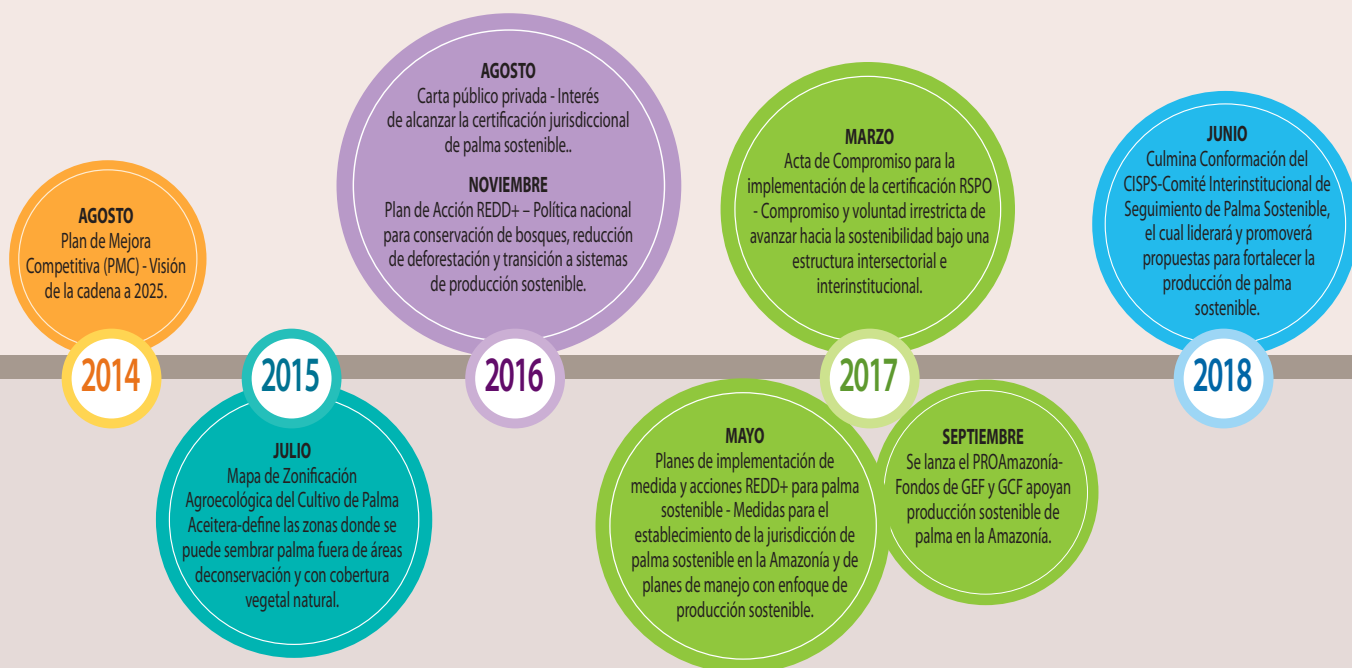 AGOSTO
Plan de Mejora
Competitiva (PMC) - Visión
de la cadena a 2025.
2014
2015
JULIO
Mapa de Zonificación
Agroecológica del Cultivo de Palma
Aceitera-define las zonas donde se
puede sembrar palma fuera de áreas
deconservación y con cobertura
vegetal natural.
AGOSTO
Carta público privada - Interés
de alcanzar la certificación jurisdiccional
de palma sostenible..
NOVIEMBRE
Plan de Acción REDD+ – Política nacional
para conservación de bosques, reducción
de deforestación y transición a sistemas
de producción sostenible.
2016
MARZO
Acta de Compromiso para la
implementación de la certificación RSPO
- Compromiso y voluntad irrestricta de
avanzar hacia la sostenibilidad bajo una
estructura intersectorial e
interinstitucional.
2017
MAYO
Planes de implementación de
medida y acciones REDD+ para palma
sostenible - Medidas para el
establecimiento de la jurisdicción de
palma sostenible en la Amazonía y de
planes de manejo con enfoque de
producción sostenible.
SEPTIEMBRE
Se lanza el PROAmazonía-
Fondos de GEF y GCF apoyan
producción sostenible de
palma en la Amazonía.
JUNIO
Culmina Conformación del
CISPS-Comité Interinstitucional de
Seguimiento de Palma Sostenible,
el cual liderará y promoverá
propuestas para fortalecer la
producción de palma
sostenible.
2018